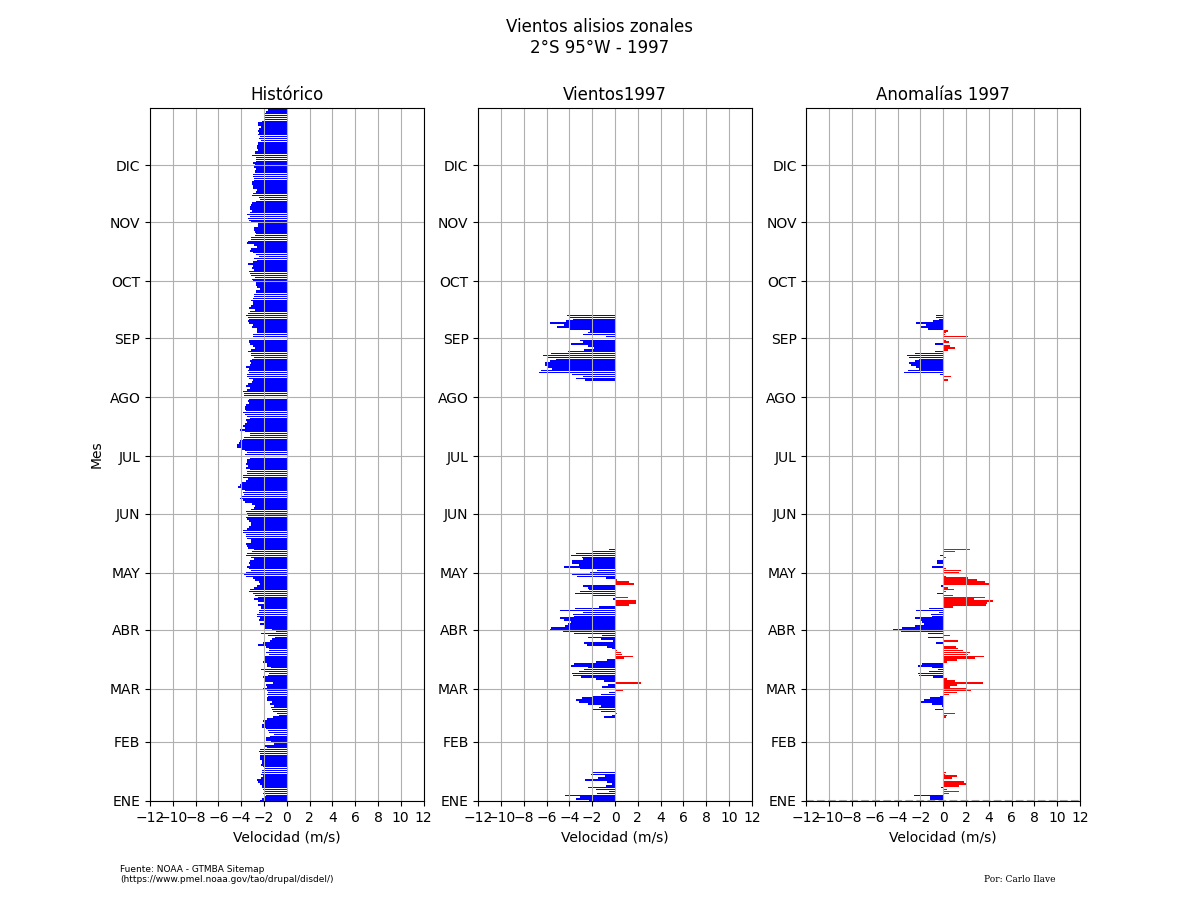 Vientos alisios zonales
2°S 95°W - 1997
Histórico
Vientos1997
Anomalías 1997
DIC
NOV
OCT
SEP
AGO
JUL
JUN
MAY
ABR
MAR
FEB
ENE
Mes
−12 −10 −8 −6 −4 −2 0 2 4 6 8 10 12
Velocidad (m/s)
DIC
NOV
OCT
SEP
AGO
JUL
JUN
MAY
ABR
MAR
FEB
ENE
−12 −10 −8 −6 −4 −2 0 2 4 6 8 10 12
Velocidad (m/s)
DIC
NOV
OCT
SEP
AGO
JUL
JUN
MAY
ABR
MAR
FEB
ENE
−12 −10 −8 −6 −4 −2 0 2 4 6 8 10 12
Velocidad (m/s)
Fuente: NOAA - GTMBA Sitemap
(https://www.pmel.noaa.gov/tao/drupal/disdel/)
Por: Carlo Ilave